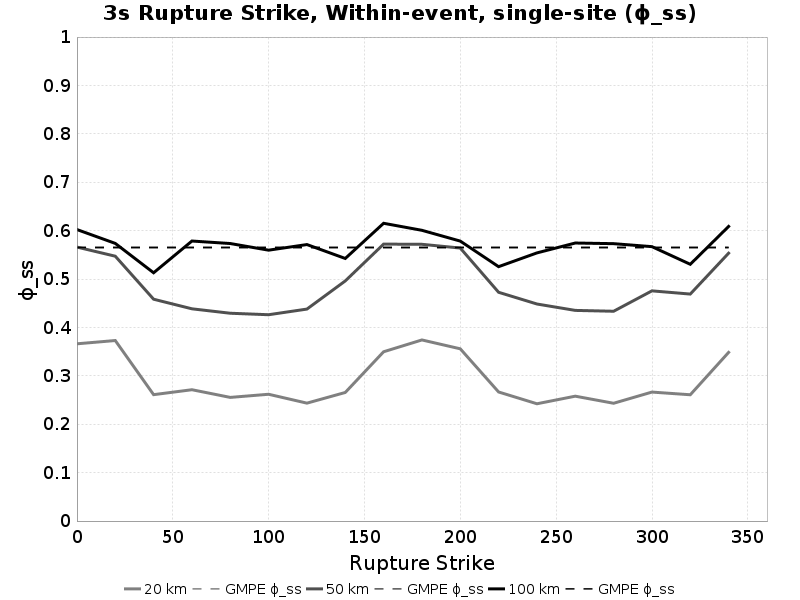 3s Rupture Strike, Within-event, single-site (ϕ_ss)
1
0.9
0.8
0.7
0.6
0.5
0.4
0.3
0.2
0.1
0
ϕ_ss
0 50 100 150 200 250 300 350
Rupture Strike
20 km GMPE ϕ_ss 50 km GMPE ϕ_ss 100 km GMPE ϕ_ss